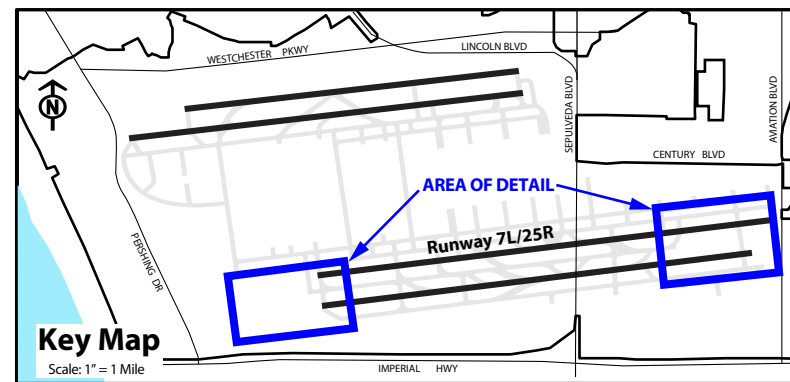 WESTCHESTER PKWY
LINCOLN BLVD
N
SEPULVEDA BLVD
AVIATION BLVD
CENTURY BLVD
AREA OF DETAIL
Runway 7L/25R
PERSHING DR
Key Map
Scale: 1" = 1 Mile
IMPERIAL HWY